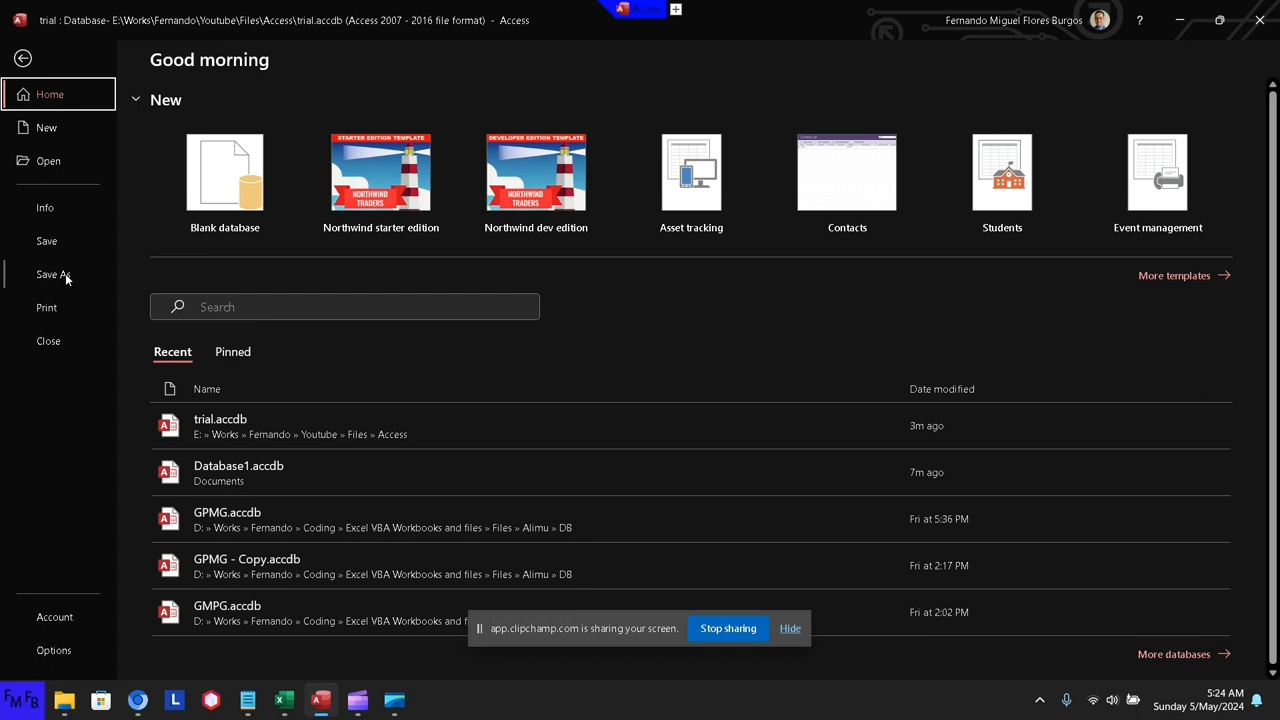 trial : Database- E:\Works\Fernando\Youtube\Files\Access\trial.accdb (Access 2007 - 2016 file format) - Access
Access
Fernando Miguel Flores Burgos
?
Good morning
Home
New
New
Open
STARTER EDITION TEMPLATE
NORTHWIND
TRADERS
DEVELOPER EDITION TEMPLATE
NORTHWIND
TRADERS
Blank database
Northwind starter edition
Northwind dev edition
Asset tracking
Contacts
Students
Event management
Info
Save
Save As
Print
Close
More templates
Search
Recent
Pinned
Name
Date modified
trial.accdb
E: » Works » Fernando » Youtube » Files » Access
3m ago
Database1.accdb
Documents
7m ago
GPMG.accdb
D: » Works » Fernando » Coding » Excel VBA Workbooks and files » Files » Alimu » DB
Fri at 5:36 PM
GPMG - Copy.accdb
D: » Works » Fernando » Coding » Excel VBA Workbooks and files » Files » Alimu » DB
Fri at 2:17 PM
GMPG.accdb
D: » Works » Fernando » Coding » Excel VBA Workbooks and f
Fri at 2:02 PM
app.clipchamp.com is sharing your screen.
Stop sharing
Hide
Account
Options
More databases
FM FB
L
5:24 AM
Sunday 5/May/2024